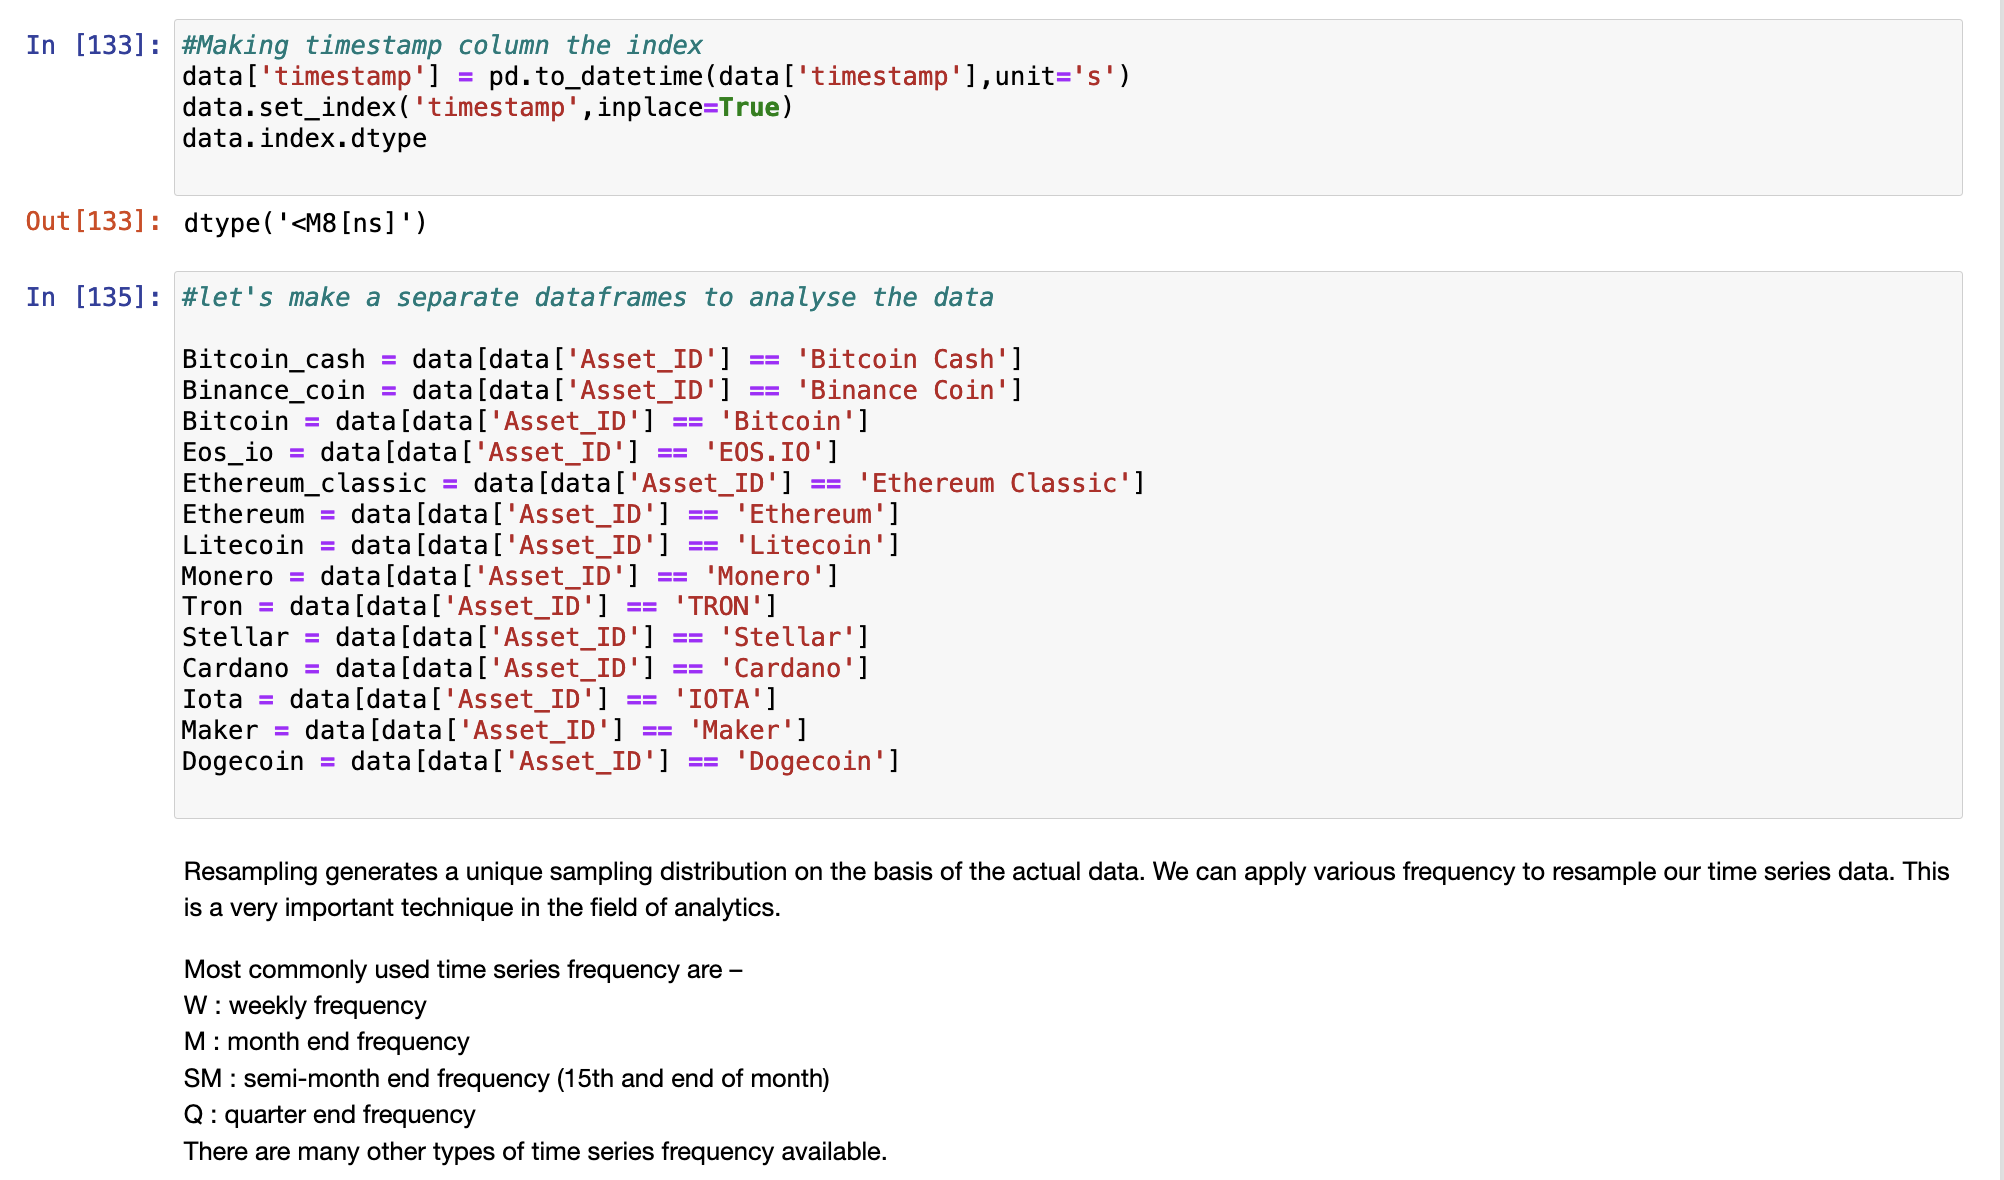 In [133]: #Making timestamp column the index
data['timestamp'] = pd.to_datetime(data['timestamp'],unit='s')
data.set_index('timestamp',inplace=True)
data.index.dtype
Out[133]: dtype('<M8[ns]')
In [135]: #let's make a separate dataframes to analyse the data
Bitcoin_cash = data[data['Asset_ID'] == 'Bitcoin Cash']
Binance_coin = data[data['Asset_ID'] == 'Binance Coin']
Bitcoin = data[data['Asset_ID'] == 'Bitcoin']
Eos_io = data[data['Asset_ID'] == 'EOS.IO']
Ethereum_classic = data[data['Asset_ID'] == 'Ethereum Classic']
Ethereum = data[data['Asset_ID'] == 'Ethereum']
Litecoin = data[data['Asset_ID'] == 'Litecoin']
Monero = data[data['Asset_ID'] == 'Monero']
Tron = data[data['Asset_ID'] == 'TRON']
Stellar = data[data['Asset_ID'] == 'Stellar']
Cardano = data[data['Asset_ID'] == 'Cardano']
Iota = data[data['Asset_ID'] == 'IOTA']
Maker = data[data['Asset_ID'] == 'Maker']
Dogecoin = data[data['Asset_ID'] == 'Dogecoin']
Resampling generates a unique sampling distribution on the basis of the actual data. We can apply various frequency to resample our time series data. This
is a very important technique in the field of analytics.
Most commonly used time series frequency are –
W : weekly frequency
M : month end frequency
SM : semi-month end frequency (15th and end of month)
Q : quarter end frequency
There are many other types of time series frequency available.